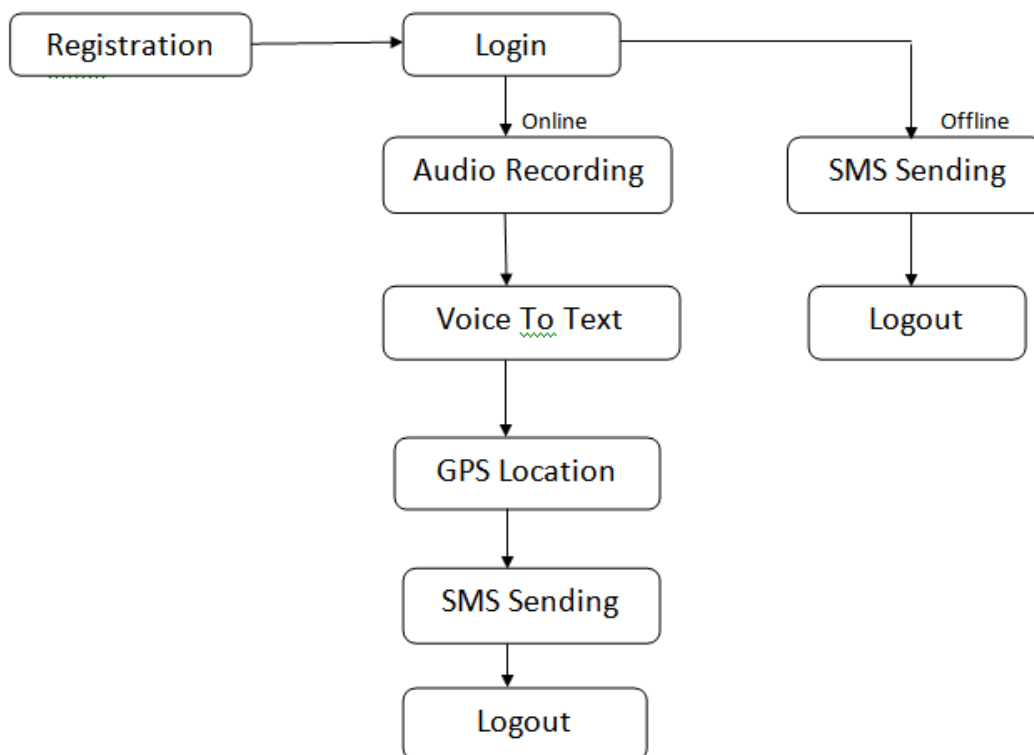 Registration
Login
Online
Offline
Audio Recording
SMS Sending
Voice To Text
Logout
GPS Location
SMS Sending
Logout